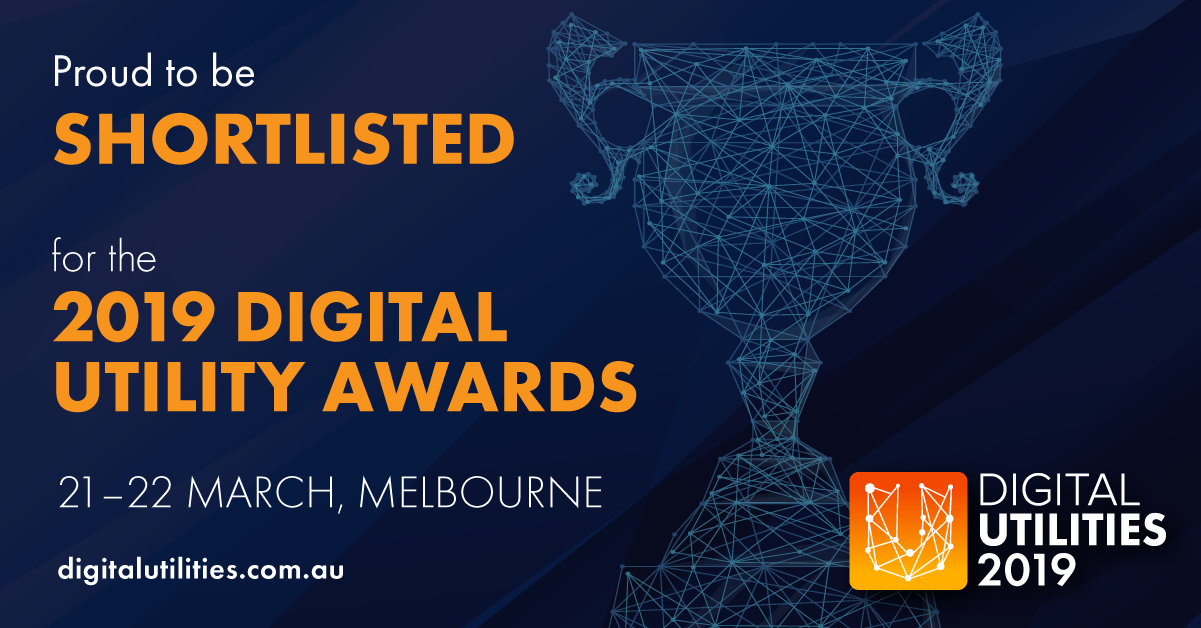 Proud to be
SHORTLISTED
for the
2019 DIGITAL
UTILITY AWARDS
21–22 MARCH, MELBOURNE
digitalutilities.com.au
U
DIGITAL
UTILITIES
2019